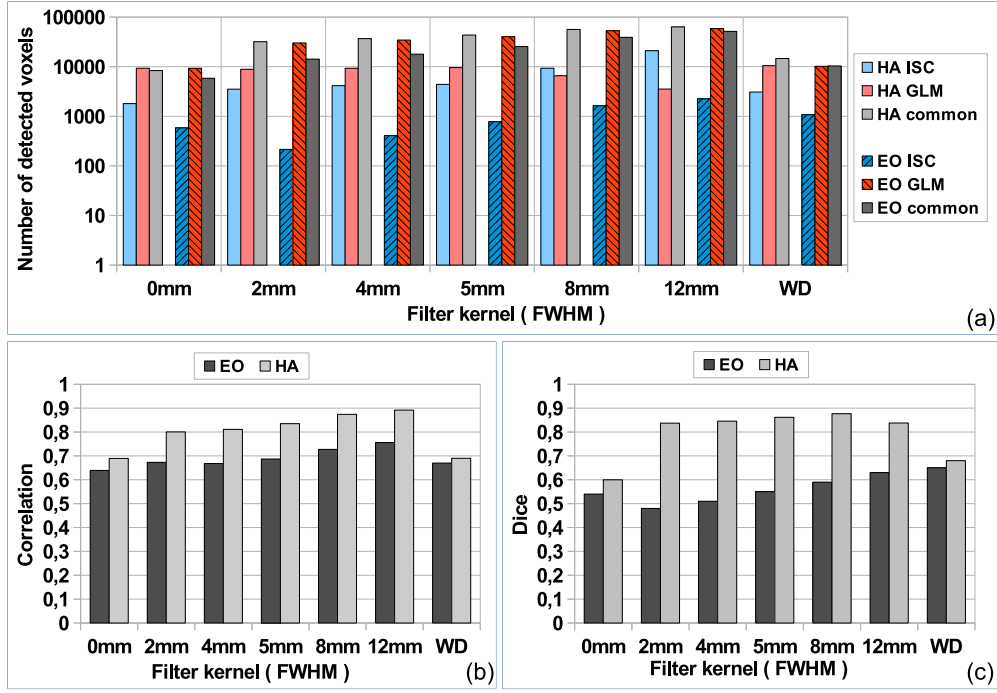 Number of detected voxels
100000
10000
1000
100
10
1
0mm 2mm 4mm 5mm 8mm 12mm WD
Filter kernel ( FWHM )
HA ISC
HA GLM
HA common
EO ISC
EO GLM
EO common
(a)
EO HA
Correlation
1
0,9
0,8
0,7
0,6
0,5
0,4
0,3
0,2
0,1
0
0mm 2mm 4mm 5mm 8mm 12mm WD
Filter kernel ( FWHM )
(b)
EO HA
Dice
1
0,9
0,8
0,7
0,6
0,5
0,4
0,3
0,2
0,1
0
0mm 2mm 4mm 5mm 8mm 12mm WD
Filter kernel ( FWHM )
(c)